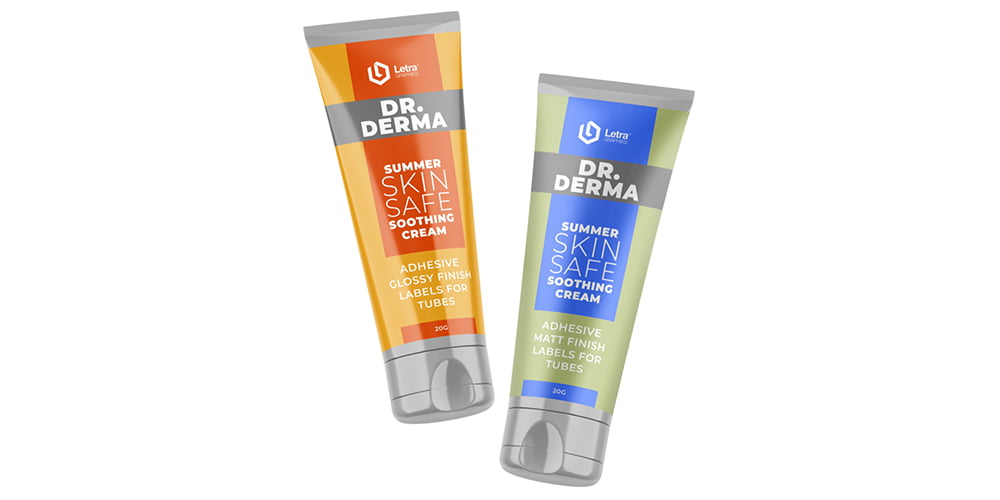 Letra
GRAPHICS
DR.
DERMA
SUMMER
SKIN
SAFE
SOOTHING
CREAM
ADHESIVE
GLOSSY FINISH
LABELS FOR
TUBES
20G
Letra
GRAPHICS
DR.
DERMA
SUMMER
SKIN
SAFE
SOOTHING
CREAM
ADHESIVE
MATT FINISH
LABELS FOR
TUBES
20G